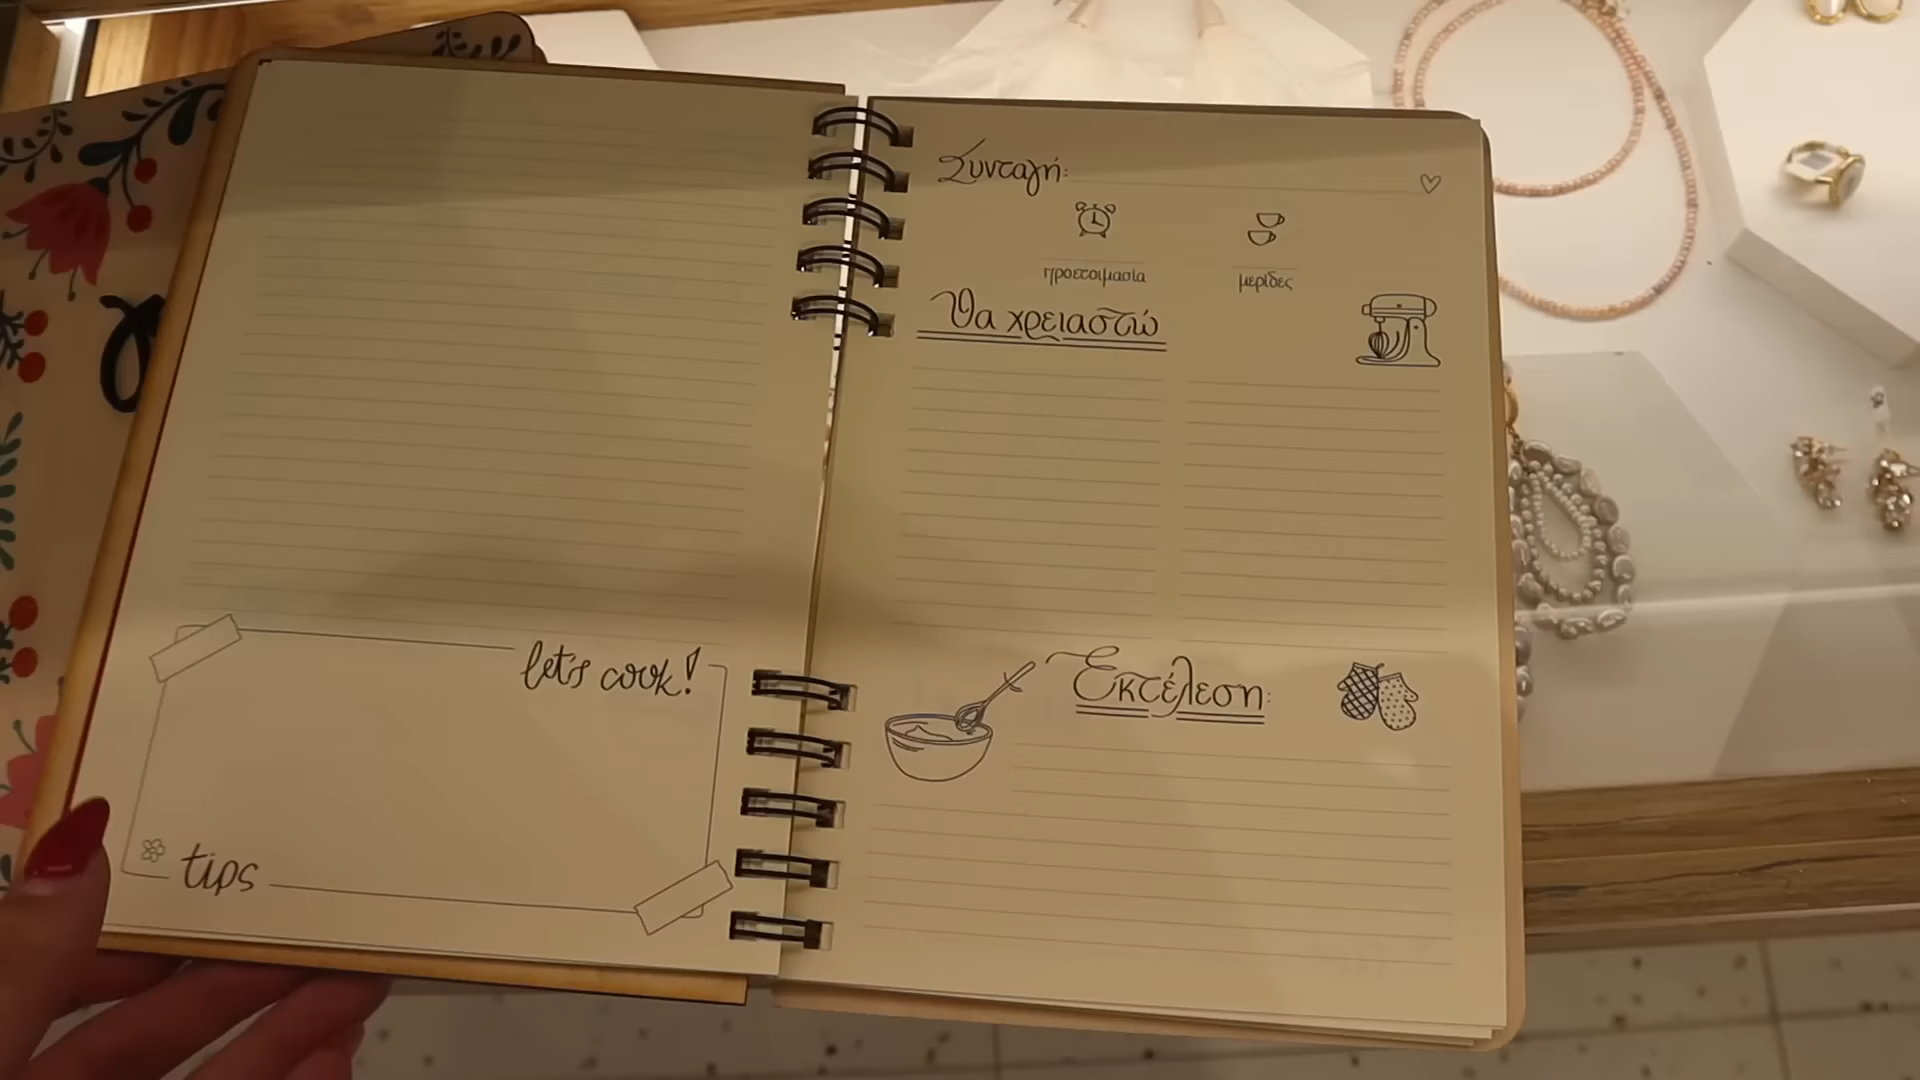 let's cook!
tips
Συνταγή:
προετοιμασία
μερίδες
Θα χρειαστώ
Εκτέλεση: